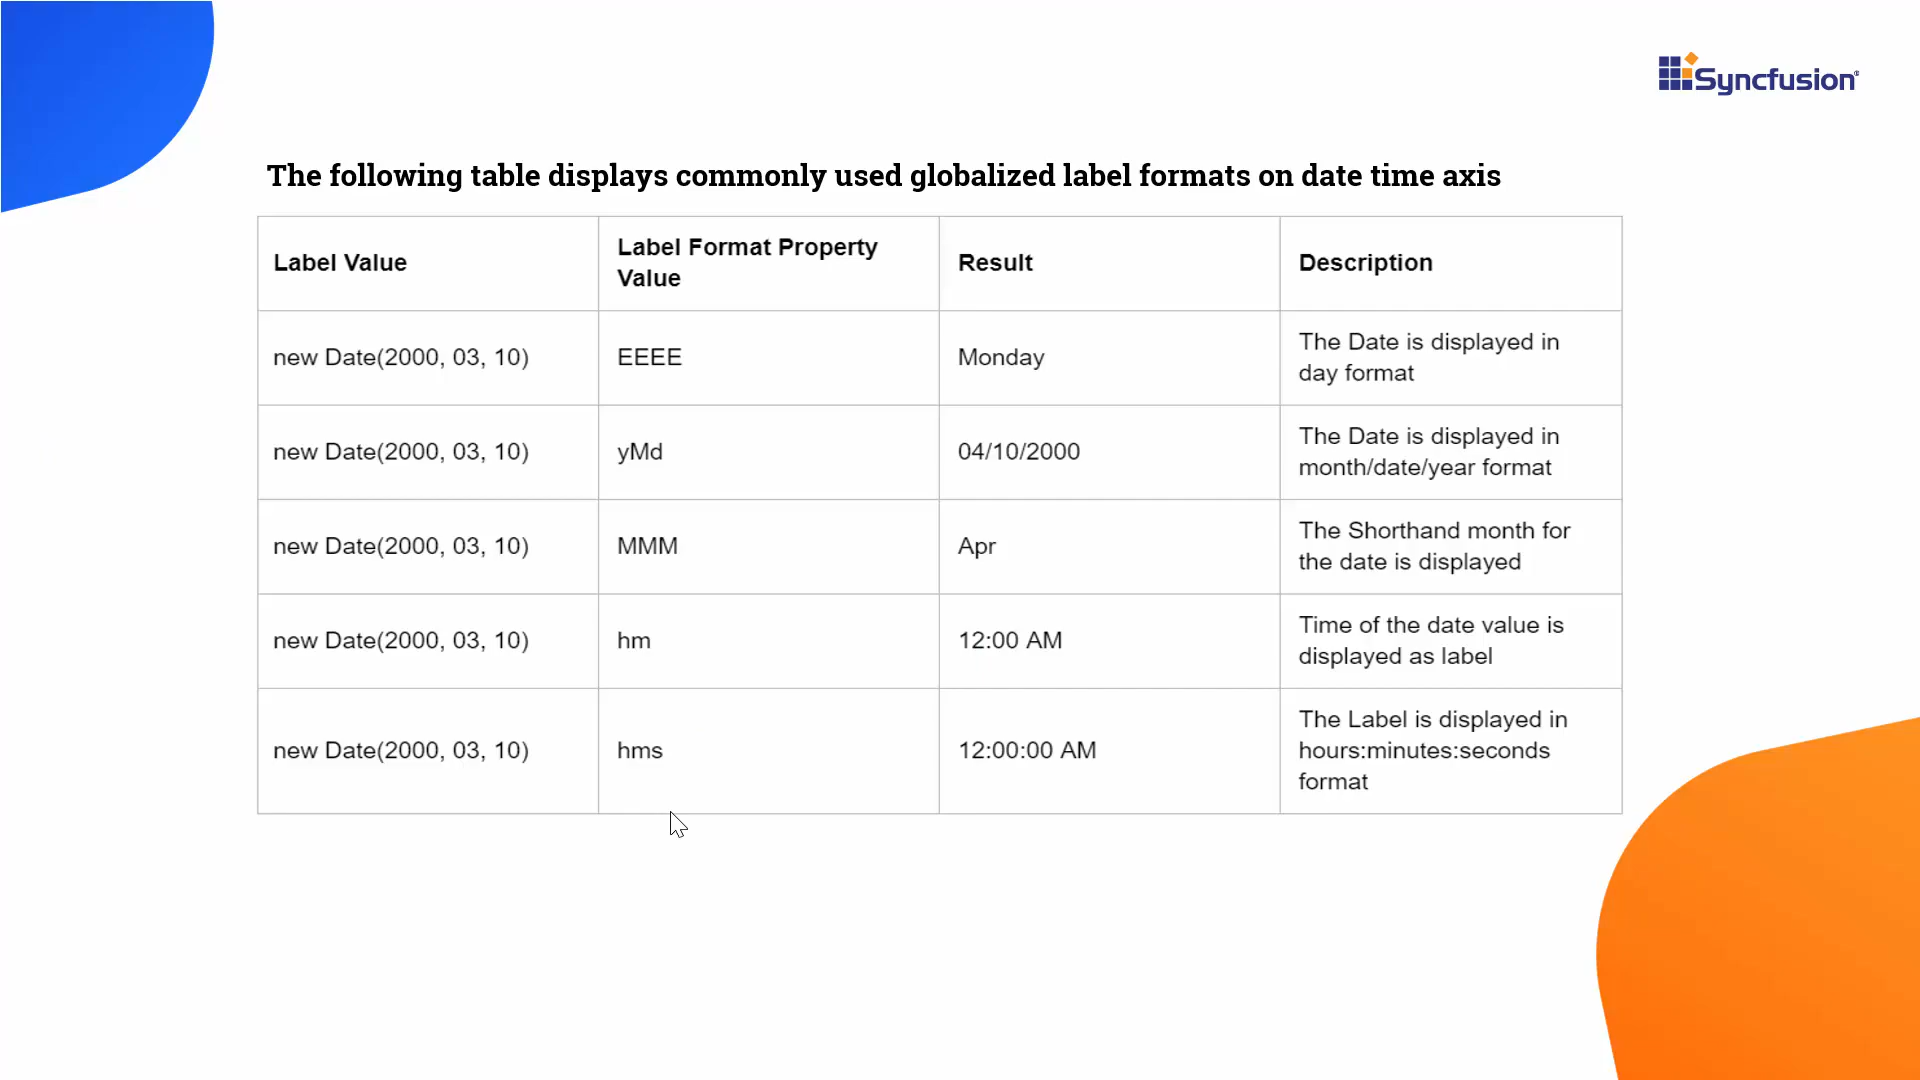 Syncfusion
The following table displays commonly used globalized label formats on date time axis
Label Value
Label Format Property
Value
Result
Description
new Date(2000, 03, 10)
EEEE
Monday
The Date is displayed in
day format
new Date(2000, 03, 10)
yMd
04/10/2000
The Date is displayed in
month/date/year format
new Date(2000, 03, 10)
MMM
Apr
The Shorthand month for
the date is displayed
new Date(2000, 03, 10)
hm
12:00 AM
Time of the date value is
displayed as label
new Date(2000, 03, 10)
hms
12:00:00 AM
The Label is displayed in
hours:minutes:seconds
format